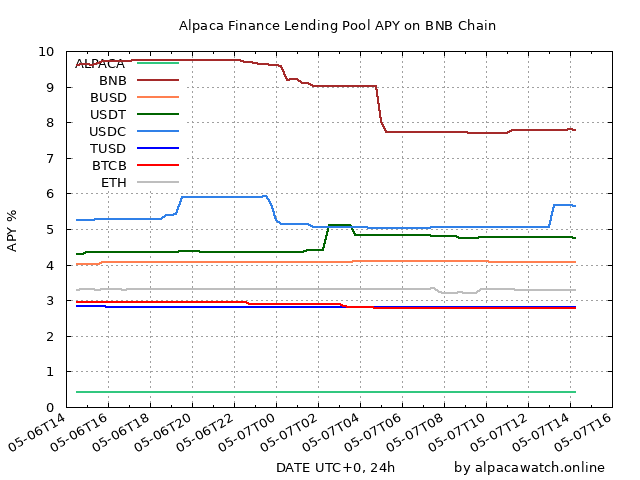 Alpaca Finance Lending Pool APY on BNB Chain
APY %
10
9
8
7
6
5
4
3
2
1
0
ALPACA
BNB
BUSD
USDT
USDC
TUSD
BTCB
ETH
05-06T14
05-06T16
05-06T18
05-06T20
05-06T22
05-07T00
05-07T02
05-07T04
05-07T06
05-07T08
05-07T10
05-07T12
05-07T14
05-07T16
DATE UTC+0, 24h
by alpacawatch.online